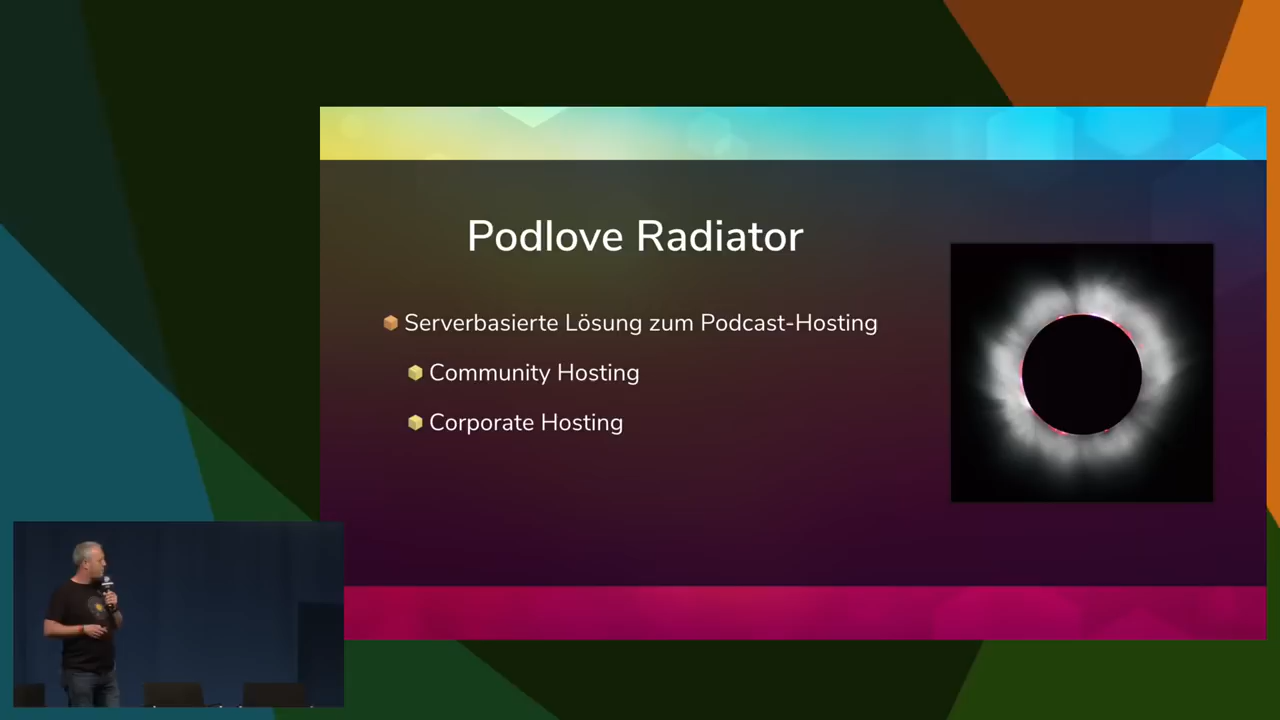 Podlove Radiator
Serverbasierte Lösung zum Podcast-Hosting
Community Hosting
Corporate Hosting